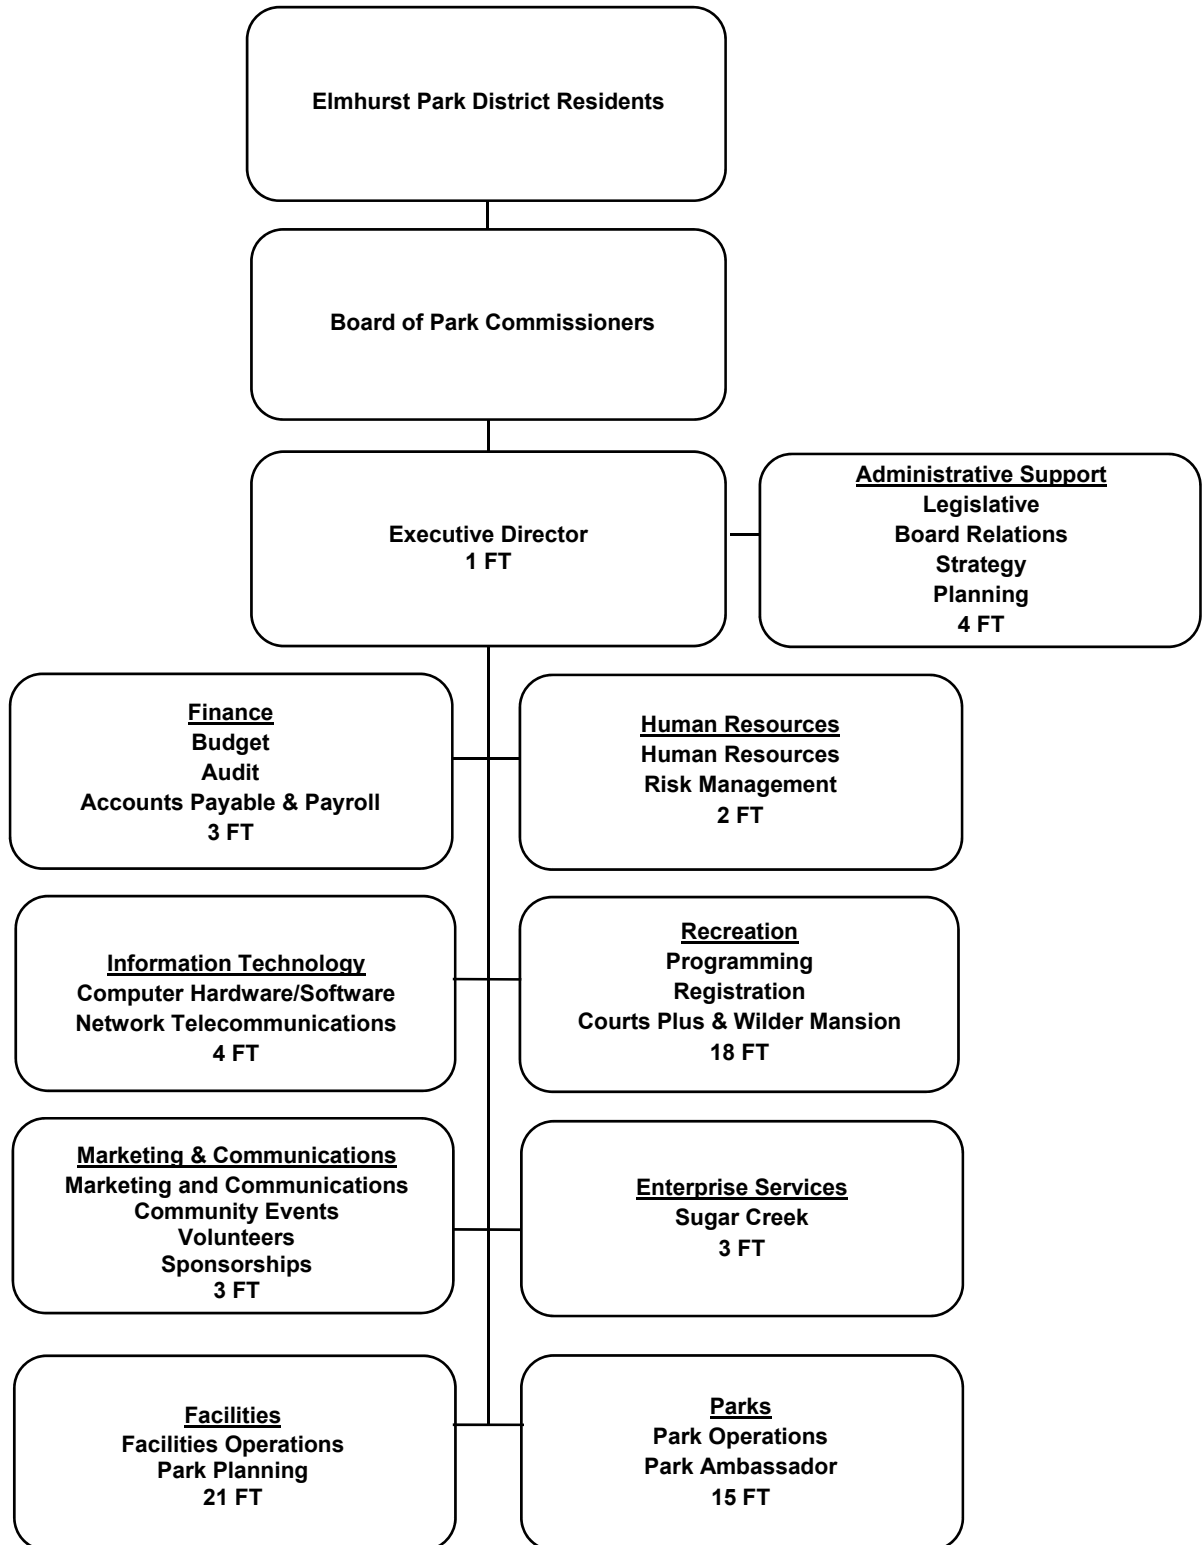 Elmhurst Park District Residents
Board of Park Commissioners
Executive Director
1 FT
Administrative Support
Legislative
Board Relations
Strategy
Planning
4 FT
Finance
Budget
Audit
Accounts Payable & Payroll
3 FT
Human Resources
Human Resources
Risk Management
2 FT
Information Technology
Computer Hardware/Software
Network Telecommunications
4 FT
Recreation
Programming
Registration
Courts Plus & Wilder Mansion
18 FT
Marketing & Communications
Marketing and Communications
Community Events
Volunteers
Sponsorships
3 FT
Enterprise Services
Sugar Creek
3 FT
Facilities
Facilities Operations
Park Planning
21 FT
Parks
Park Operations
Park Ambassador
15 FT